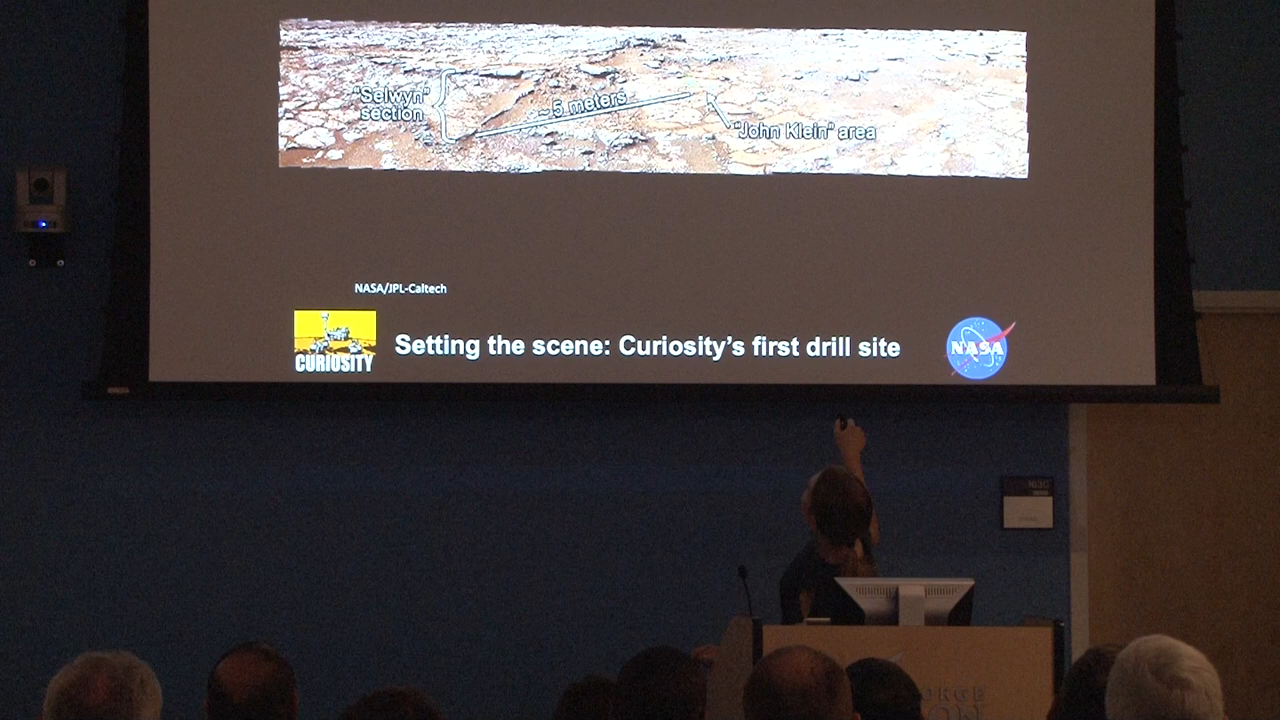 "Selwyn"
section
~ 5 meters
"John Klein" area
NASA/JPL-Caltech
CURIOSITY
Setting the scene: Curiosity's first drill site
NASA